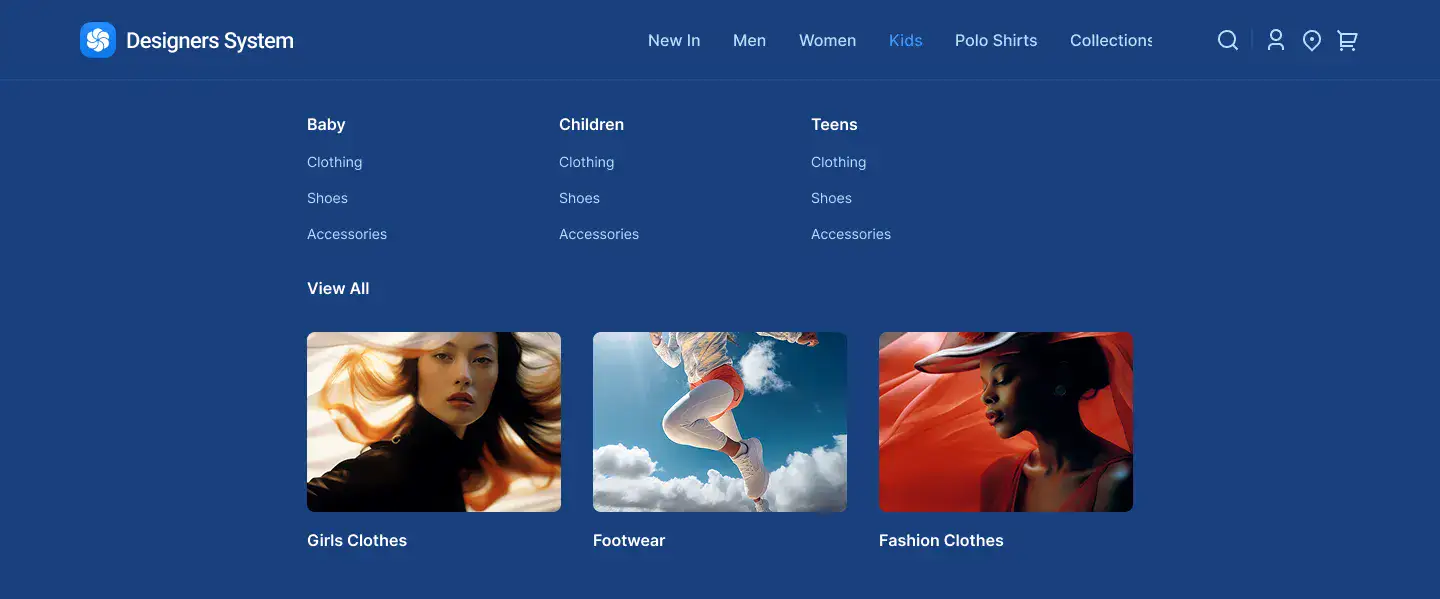 Designers System
New In Men Women Kids Polo Shirts Collections
Baby Children Teens
Clothing Clothing Clothing
Shoes Shoes Shoes
Accessories Accessories Accessories
View All
Girls Clothes Footwear Fashion Clothes